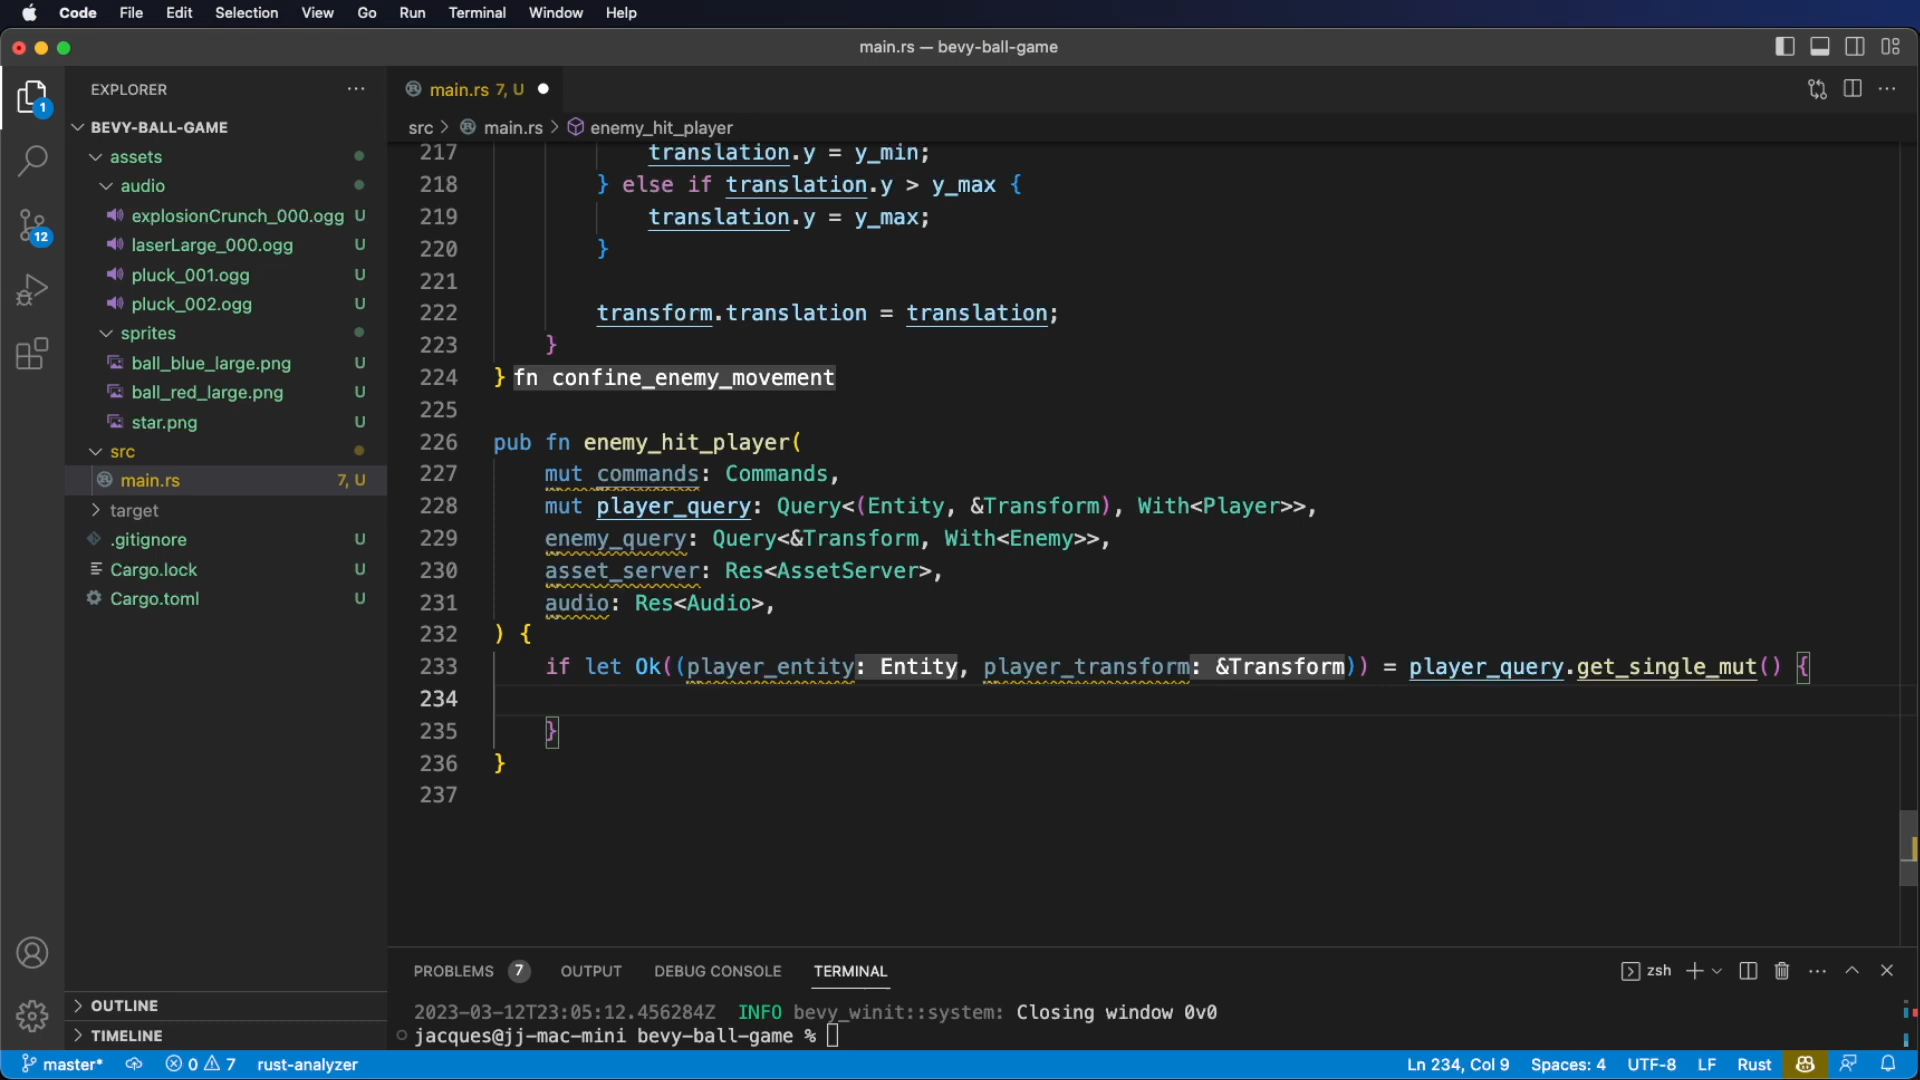 Code File Edit Selection View Go Run Terminal Window Help
main.rs — bevy-ball-game
EXPLORER
main.rs 7, U
1
BEVY-BALL-GAME
src > main.rs > enemy_hit_player
assets
audio
explosionCrunch_000.ogg U
12
laserLarge_000.ogg U
pluck_001.ogg U
pluck_002.ogg U
sprites
ball_blue_large.png U
ball_red_large.png U
star.png U
src
main.rs 7, U
target
.gitignore U
Cargo.lock U
Cargo.toml U
OUTLINE
TIMELINE
217 translation.y = y_min;
218 } else if translation.y > y_max {
219 translation.y = y_max;
220 }
221
222 transform.translation = translation;
223 }
224 } fn confine_enemy_movement
225
226 pub fn enemy_hit_player(
227 mut commands: Commands,
228 mut player_query: Query<(Entity, &Transform), With<Player>>,
229 enemy_query: Query<&Transform, With<Enemy>>,
230 asset_server: Res<AssetServer>,
231 audio: Res<Audio>,
232 ) {
233 if let Ok((player_entity: Entity, player_transform: &Transform)) = player_query.get_single_mut() {
234
235 }
236 }
237
PROBLEMS 7 OUTPUT DEBUG CONSOLE TERMINAL zsh
2023-03-12T23:05:12.456284Z INFO bevy_winit::system: Closing window 0v0
jacques@jj-mac-mini bevy-ball-game %
master* 0 7 rust-analyzer Ln 234, Col 9 Spaces: 4 UTF-8 LF Rust